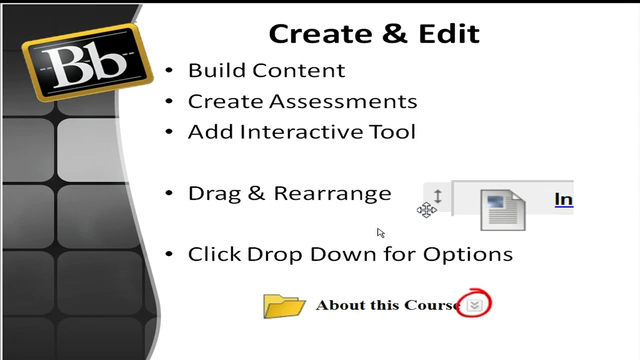 Bb
Create & Edit
• Build Content
• Create Assessments
• Add Interactive Tool
• Drag & Rearrange
In
• Click Drop Down for Options
About this Course